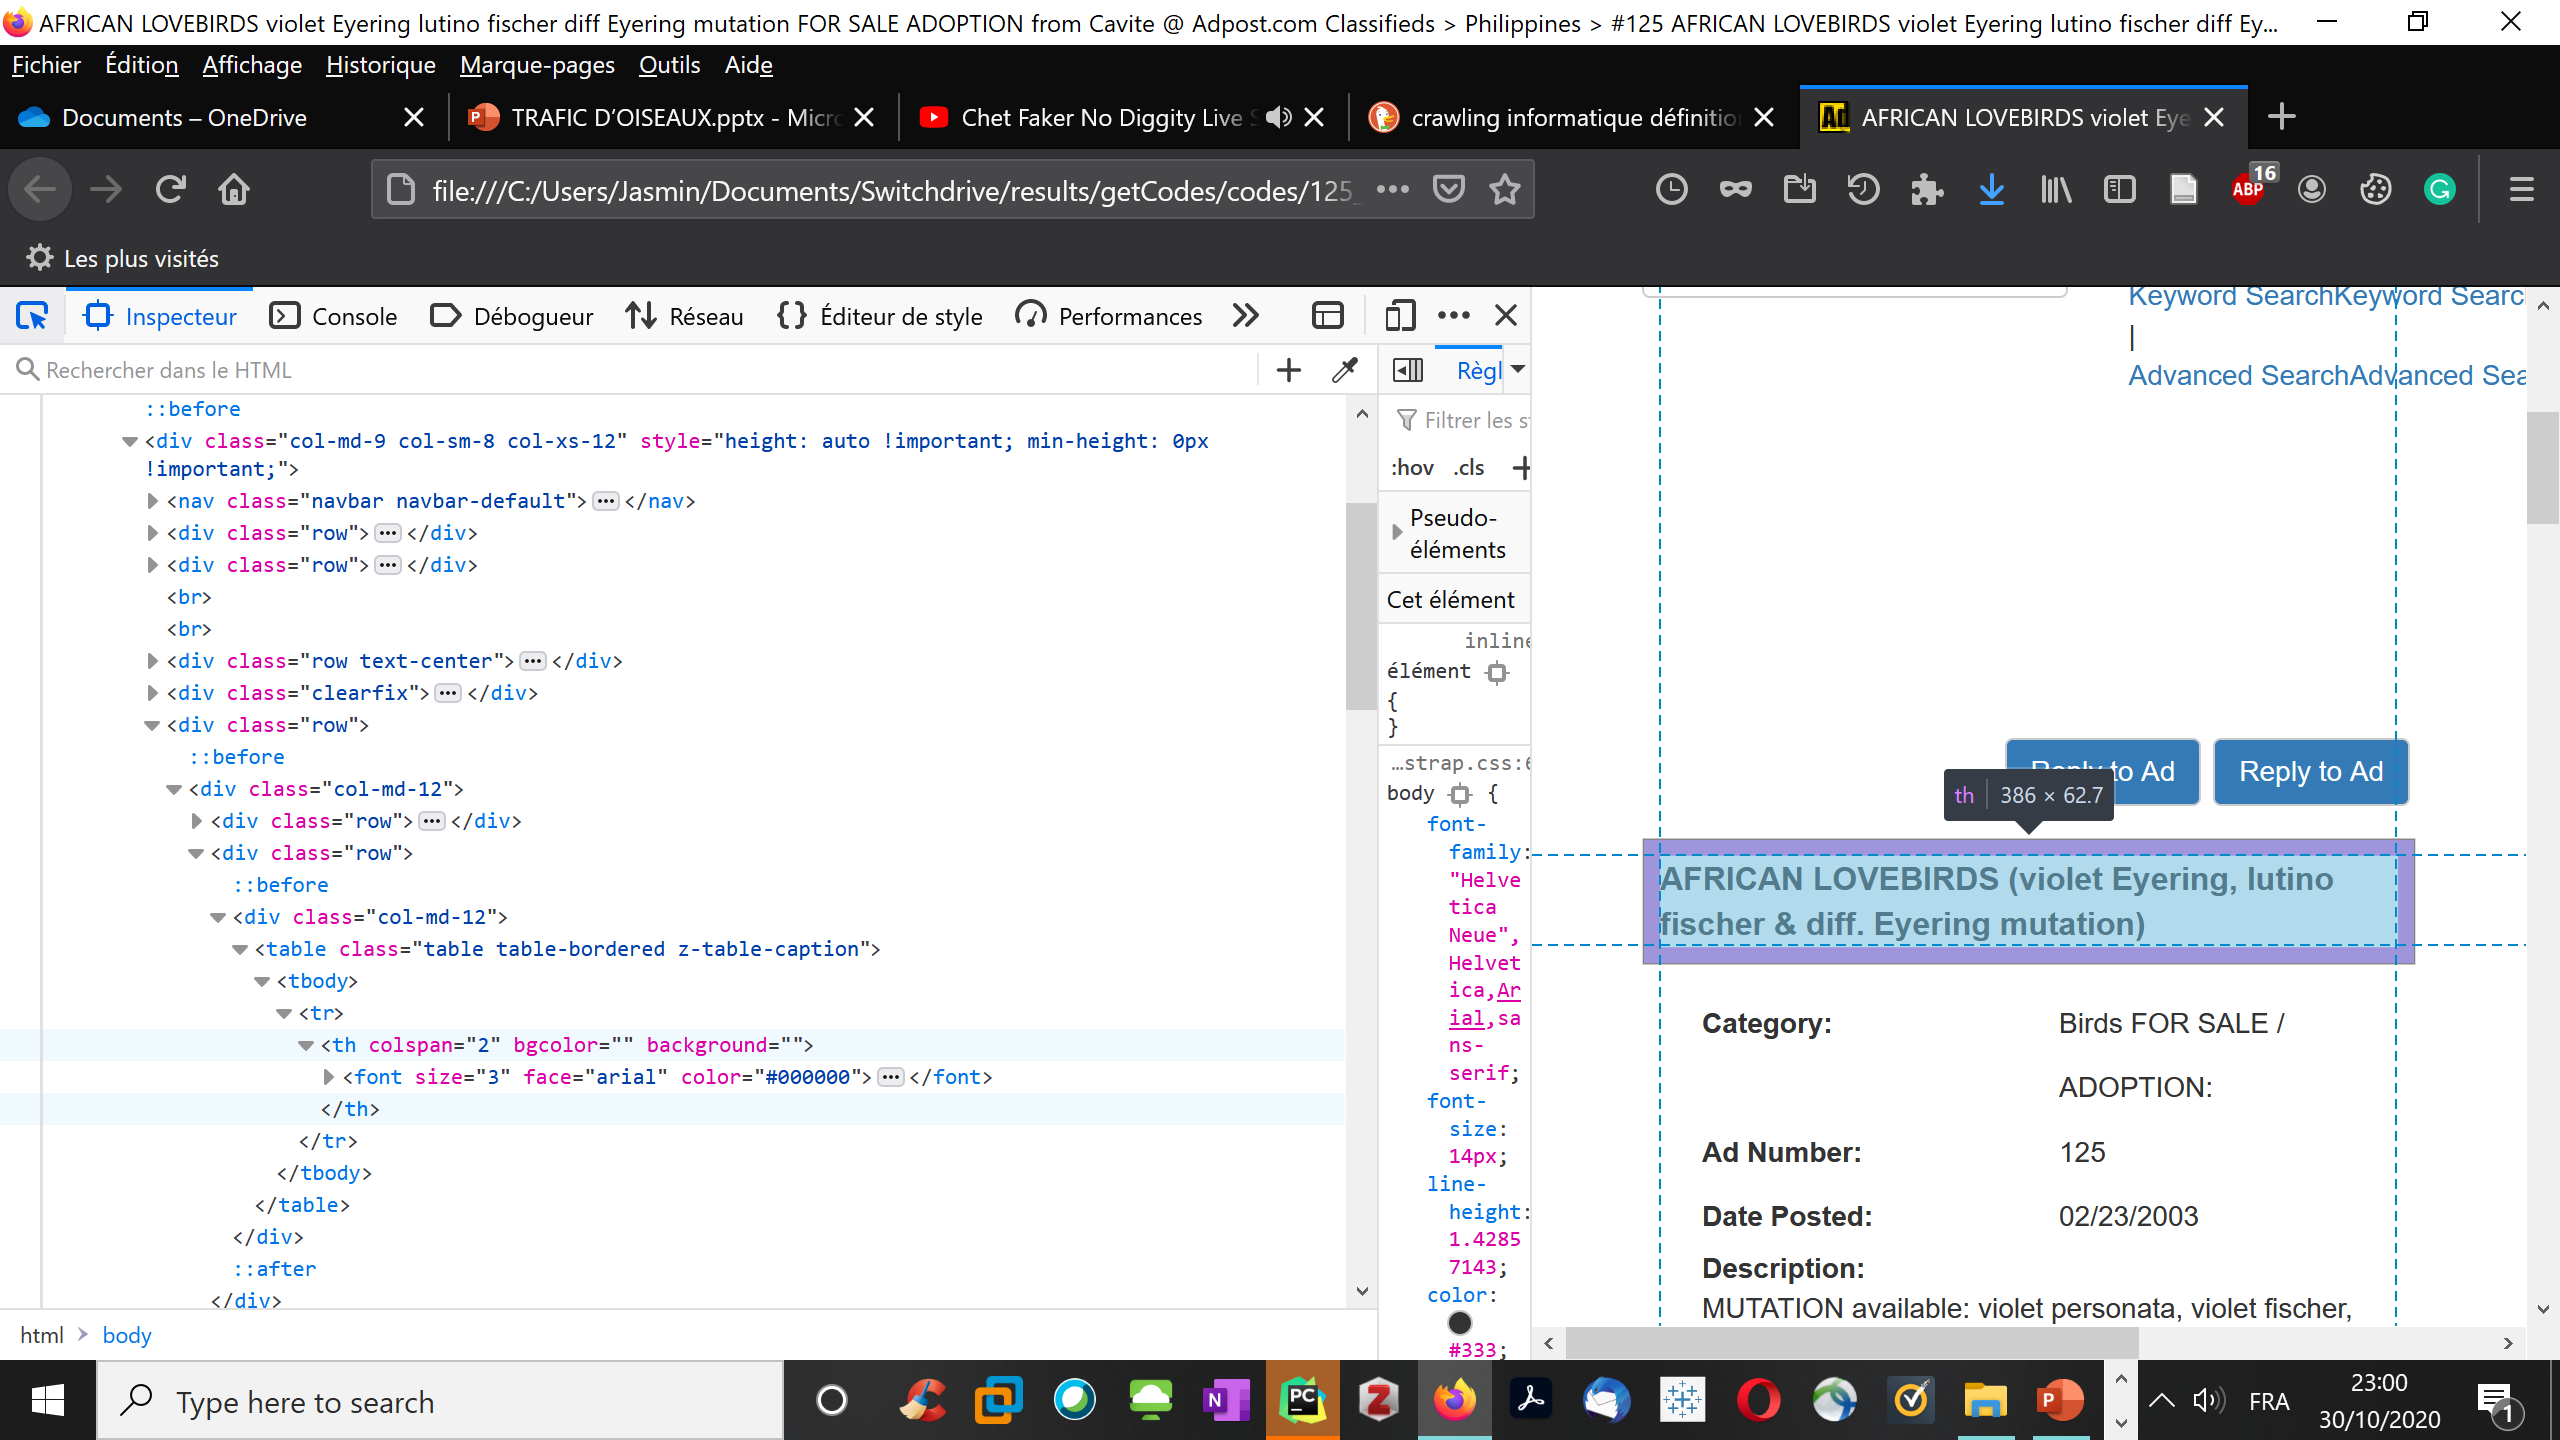 AFRICAN LOVEBIRDS violet Eyering lutino fischer diff Eyering mutation FOR SALE ADOPTION from Cavite @ Adpost.com Classifieds > Philippines > #125 AFRICAN LOVEBIRDS violet Eyering lutino fischer diff Ey...
Fichier Édition Affichage Historique Marque-pages Outils Aide
Documents – OneDrive
TRAFIC D'OISEAUX.pptx - Micro
Chet Faker No Diggity Live S
crawling informatique définition
AFRICAN LOVEBIRDS violet Eye
file:///C:/Users/Jasmin/Documents/Switchdrive/results/getCodes/codes/125_
16
ABP
Les plus visités
Inspecteur Console Débogueur Réseau Éditeur de style Performances
Rechercher dans le HTML
::before
<div class="col-md-9 col-sm-8 col-xs-12" style="height: auto !important; min-height: 0px
!important;">
<nav class="navbar navbar-default">···</nav>
<div class="row">···</div>
<div class="row">···</div>
<br>
<br>
<div class="row text-center">···</div>
<div class="clearfix">···</div>
<div class="row">
::before
<div class="col-md-12">
<div class="row">···</div>
<div class="row">
::before
<div class="col-md-12">
<table class="table table-bordered z-table-caption">
<tbody>
<tr>
<th colspan="2" bgcolor="" background="">
<font size="3" face="arial" color="#000000">···</font>
</th>
</tr>
</tbody>
</table>
</div>
::after
</div>
html > body
Règl
Filtrer les s
:hov .cls +
Pseudo-
éléments
Cet élément
inline
élément
{
}
…strap.css:6
body {
font-
family:
"Helve
tica
Neue",
Helvet
ica,Ar
ial,sa
ns-
serif;
font-
size:
14px;
line-
height:
1.4285
7143;
color:
#333;
Keyword SearchKeyword Searc
|
Advanced SearchAdvanced Sea
Reply to Ad Reply to Ad
th 386 × 62.7
AFRICAN LOVEBIRDS (violet Eyering, lutino
fischer & diff. Eyering mutation)
Category: Birds FOR SALE /
ADOPTION:
Ad Number: 125
Date Posted: 02/23/2003
Description:
MUTATION available: violet personata, violet fischer,
Type here to search
FRA
23:00
30/10/2020
1